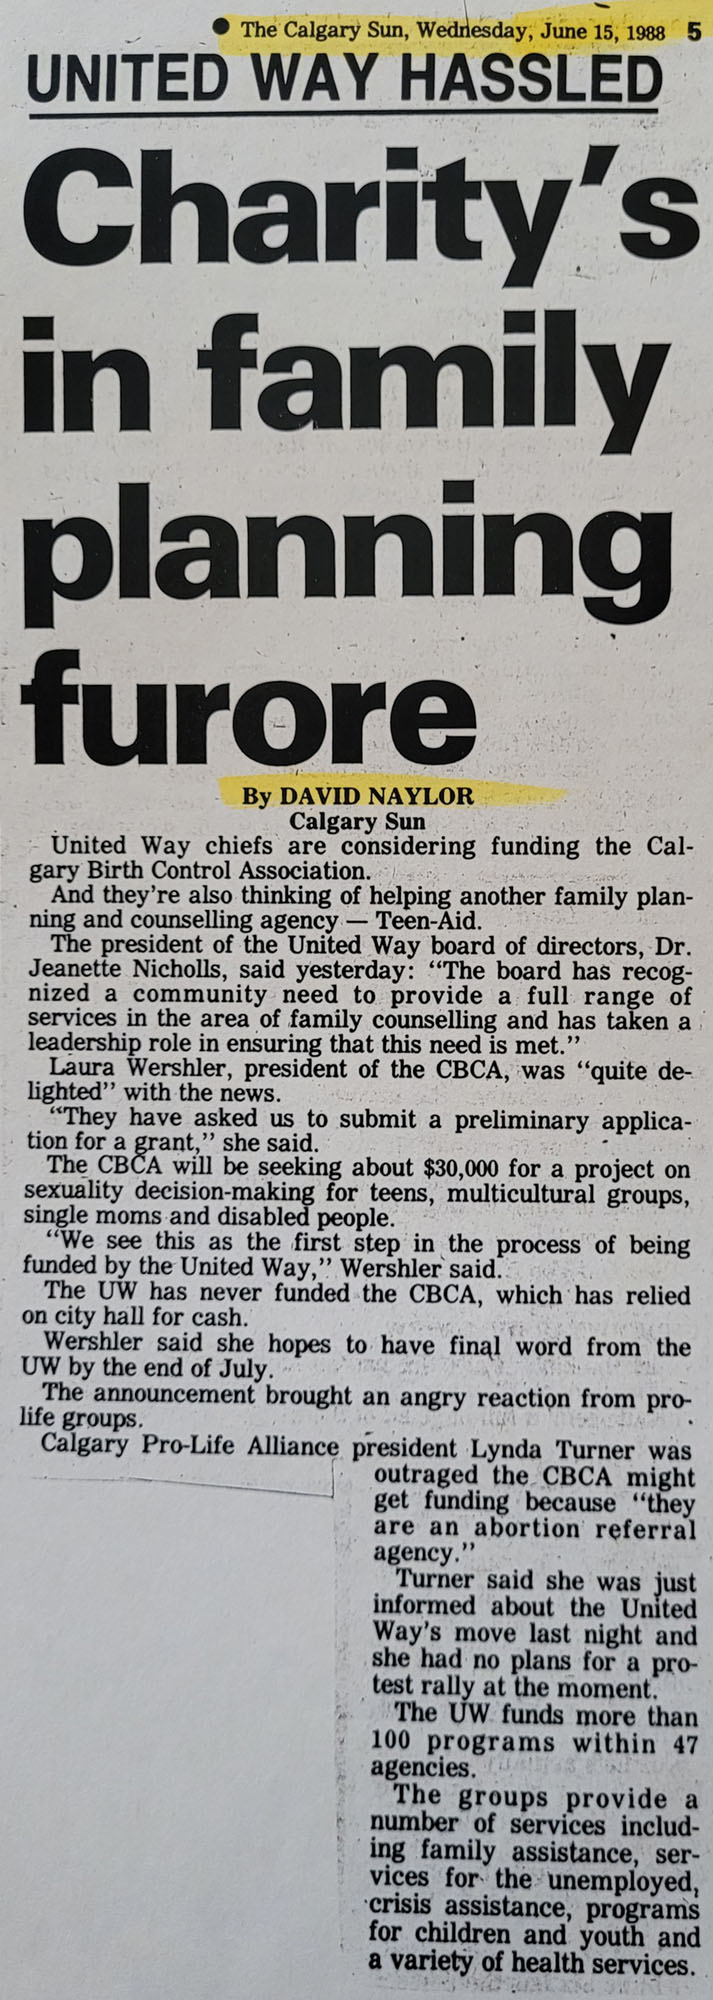 ● The Calgary Sun, Wednesday, June 15, 1988 5
UNITED WAY HASSLED
Charity's
in family
planning
furore
By DAVID NAYLOR
Calgary Sun
United Way chiefs are considering funding the Cal-
gary Birth Control Association.
And they're also thinking of helping another family plan-
ning and counselling agency — Teen-Aid.
The president of the United Way board of directors, Dr.
Jeanette Nicholls, said yesterday: “The board has recog-
nized a community need to provide a full range of
services in the area of family counselling and has taken a
leadership role in ensuring that this need is met.”
Laura Wershler, president of the CBCA, was “quite de-
lighted” with the news.
“They have asked us to submit a preliminary applica-
tion for a grant,” she said.
The CBCA will be seeking about $30,000 for a project on
sexuality decision-making for teens, multicultural groups,
single moms and disabled people.
“We see this as the first step in the process of being
funded by the United Way,” Wershler said.
The UW has never funded the CBCA, which has relied
on city hall for cash.
Wershler said she hopes to have final word from the
UW by the end of July.
The announcement brought an angry reaction from pro-
life groups.
Calgary Pro-Life Alliance president Lynda Turner was
outraged the CBCA might
get funding because “they
are an abortion referral
agency.”
Turner said she was just
informed about the United
Way's move last night and
she had no plans for a pro-
test rally at the moment.
The UW funds more than
100 programs within 47
agencies.
The groups provide a
number of services includ-
ing family assistance, ser-
vices for the unemployed,
crisis assistance, programs
for children and youth and
a variety of health services.